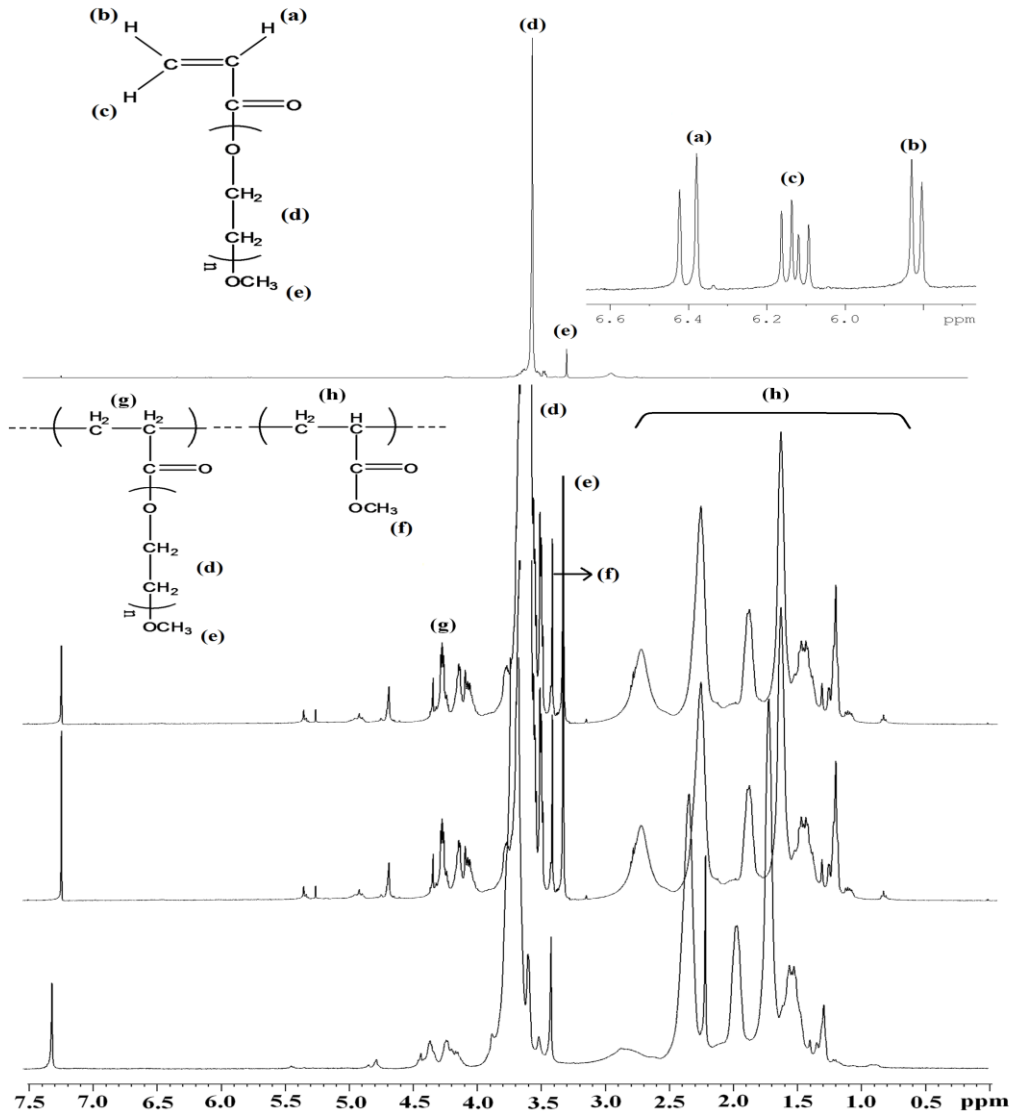 (b) (a)
H H
C C
H
(c) C O
O
CH2
(d)
CH2
n
OCH3 (e)
(d)
(a)
(c)
(b)
6.6 6.4 6.2 6.0 ppm
(e)
(g) (h)
H2 H2 H2 H
C C C C
C O C O
O OCH3
(f)
CH2
(d)
CH2
n
OCH3 (e)
(d)
(h)
(e)
(f)
(g)
7.5 7.0 6.5 6.0 5.5 5.0 4.5 4.0 3.5 3.0 2.5 2.0 1.5 1.0 0.5 ppm